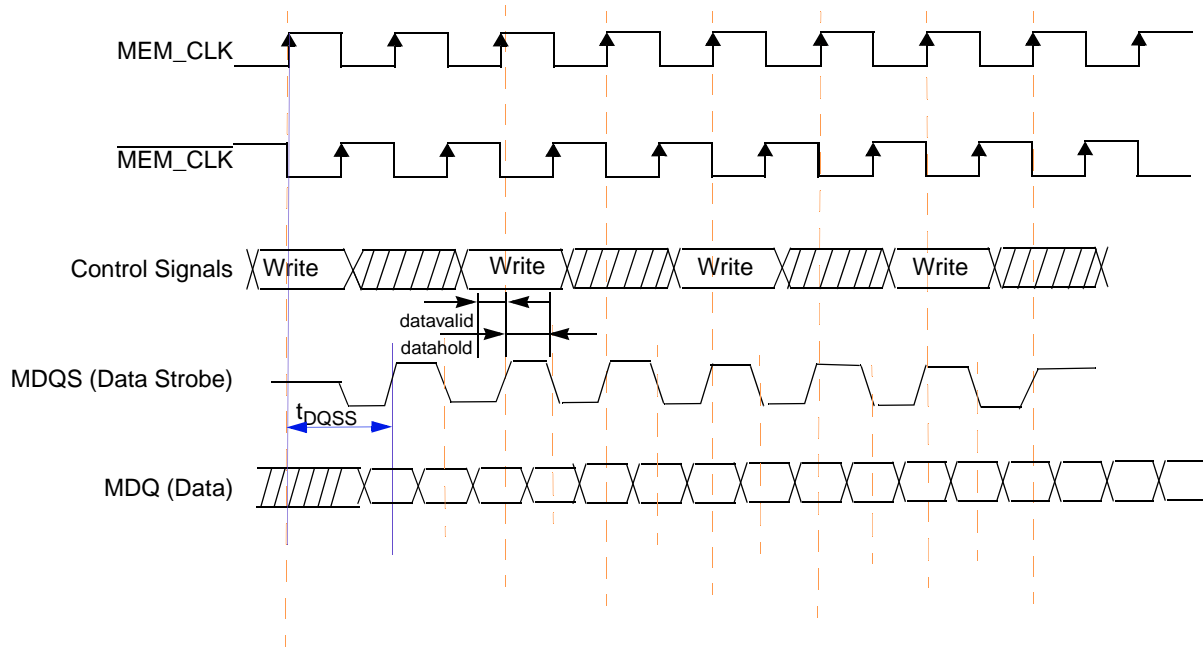 MEM_CLK
MEM_CLK
Control Signals
Write
Write
Write
Write
datavalid
datahold
MDQS (Data Strobe)
tDQSS
MDQ (Data)